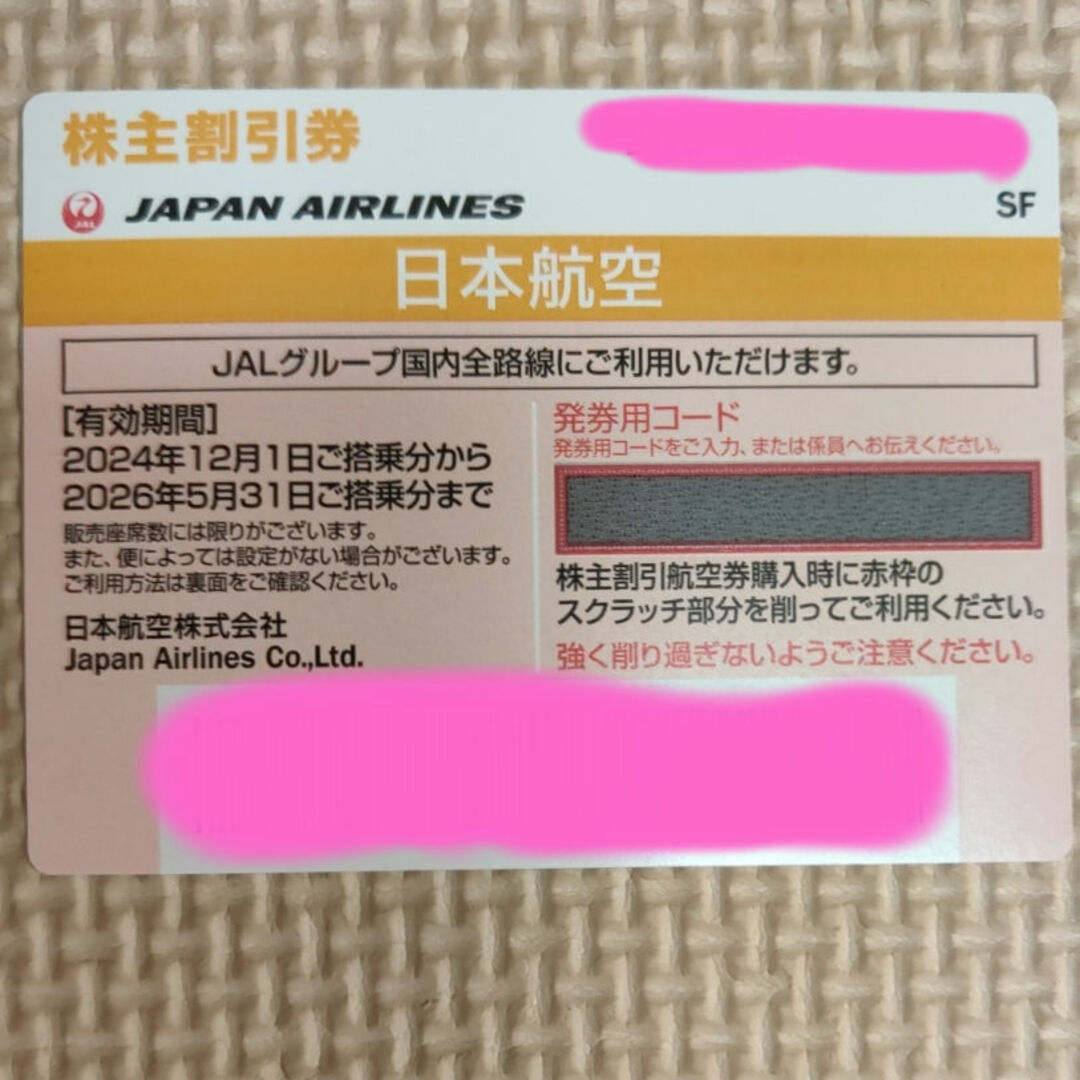 株主割引券
JAL
JAPAN AIRLINES
SF
日本航空
JALグループ国内全路線にご利用いただけます。
[有効期間]
2024年12月1日ご搭乗分から
2026年5月31日ご搭乗分まで
販売座席数には限りがございます。
また、便によっては設定がない場合がございます。
ご利用方法は裏面をご確認ください。
日本航空株式会社
Japan Airlines Co.,Ltd.
発券用コード
発券用コードをご入力、または係員へお伝えください。
株主割引航空券購入時に赤枠の
スクラッチ部分を削ってご利用ください。
強く削り過ぎないようご注意ください。